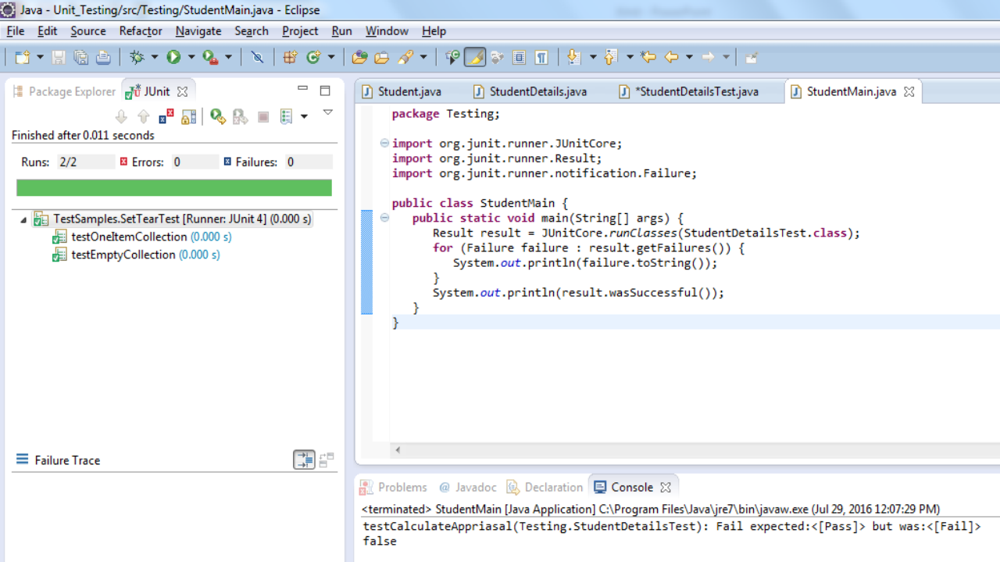 Java - Unit_Testing/src/Testing/StudentMain.java - Eclipse
File Edit Source Refactor Navigate Search Project Run Window Help
Package Explorer JUnit
Finished after 0.011 seconds
Runs: 2/2 Errors: 0 Failures: 0
TestSamples.SetTearTest [Runner: JUnit 4] (0.000 s)
testOneItemCollection (0.000 s)
testEmptyCollection (0.000 s)
Failure Trace
Student.java StudentDetails.java *StudentDetailsTest.java StudentMain.java
package Testing;
import org.junit.runner.JUnitCore;
import org.junit.runner.Result;
import org.junit.runner.notification.Failure;
public class StudentMain {
public static void main(String[] args) {
Result result = JUnitCore.runClasses(StudentDetailsTest.class);
for (Failure failure : result.getFailures()) {
System.out.println(failure.toString());
}
System.out.println(result.wasSuccessful());
}
}
Problems @ Javadoc Declaration Console
<terminated> StudentMain [Java Application] C:\Program Files\Java\jre7\bin\javaw.exe (Jul 29, 2016 12:07:29 PM)
testCalculateAppriasal(Testing.StudentDetailsTest): Fail expected:<[Pass]> but was:<[Fail]>
false